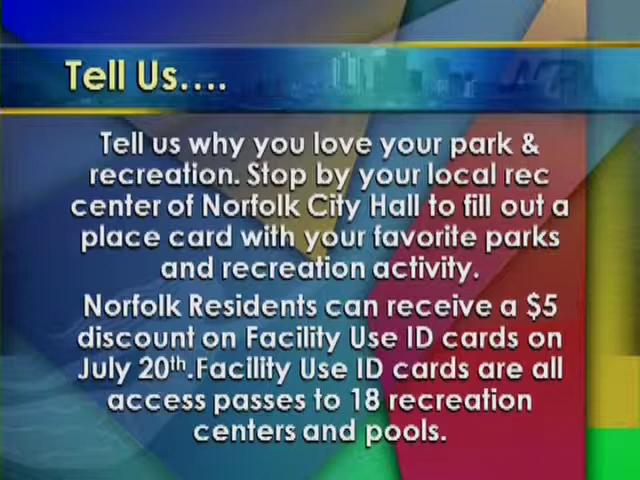 Tell Us....
Tell us why you love your park &
recreation. Stop by your local rec
center of Norfolk City Hall to fill out a
place card with your favorite parks
and recreation activity.
Norfolk Residents can receive a $5
discount on Facility Use ID cards on
July 20th.Facility Use ID cards are all
access passes to 18 recreation
centers and pools.